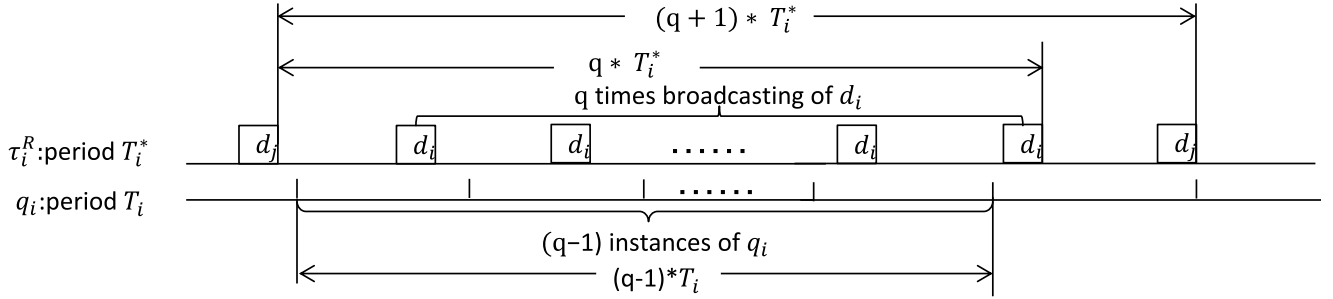 (q + 1) ∗ T_i^*
q ∗ T_i^*
q times broadcasting of d_i
τ_i^R:period T_i^* d_j d_i d_i ...... d_i d_i d_j
q_i:period T_i ......
(q−1) instances of q_i
(q-1)*T_i